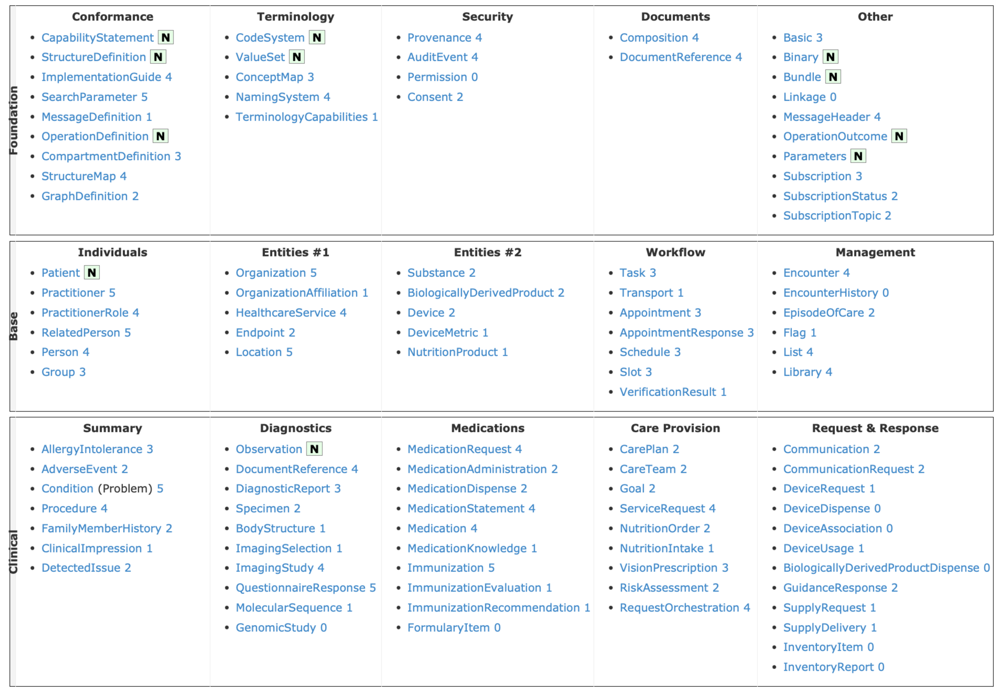 Foundation
Conformance
CapabilityStatement N
StructureDefinition N
ImplementationGuide 4
SearchParameter 5
MessageDefinition 1
OperationDefinition N
CompartmentDefinition 3
StructureMap 4
GraphDefinition 2
Terminology
CodeSystem N
ValueSet N
ConceptMap 3
NamingSystem 4
TerminologyCapabilities 1
Security
Provenance 4
AuditEvent 4
Permission 0
Consent 2
Documents
Composition 4
DocumentReference 4
Other
Basic 3
Binary N
Bundle N
Linkage 0
MessageHeader 4
OperationOutcome N
Parameters N
Subscription 3
SubscriptionStatus 2
SubscriptionTopic 2
Base
Individuals
Patient N
Practitioner 5
PractitionerRole 4
RelatedPerson 5
Person 4
Group 3
Entities #1
Organization 5
OrganizationAffiliation 1
HealthcareService 4
Endpoint 2
Location 5
Entities #2
Substance 2
BiologicallyDerivedProduct 2
Device 2
DeviceMetric 1
NutritionProduct 1
Workflow
Task 3
Transport 1
Appointment 3
AppointmentResponse 3
Schedule 3
Slot 3
VerificationResult 1
Management
Encounter 4
EncounterHistory 0
EpisodeOfCare 2
Flag 1
List 4
Library 4
Clinical
Summary
AllergyIntolerance 3
AdverseEvent 2
Condition (Problem) 5
Procedure 4
FamilyMemberHistory 2
ClinicalImpression 1
DetectedIssue 2
Diagnostics
Observation N
DocumentReference 4
DiagnosticReport 3
Specimen 2
BodyStructure 1
ImagingSelection 1
ImagingStudy 4
QuestionnaireResponse 5
MolecularSequence 1
GenomicStudy 0
Medications
MedicationRequest 4
MedicationAdministration 2
MedicationDispense 2
MedicationStatement 4
Medication 4
MedicationKnowledge 1
Immunization 5
ImmunizationEvaluation 1
ImmunizationRecommendation 1
FormularyItem 0
Care Provision
CarePlan 2
CareTeam 2
Goal 2
ServiceRequest 4
NutritionOrder 2
NutritionIntake 1
VisionPrescription 3
RiskAssessment 2
RequestOrchestration 4
Request & Response
Communication 2
CommunicationRequest 2
DeviceRequest 1
DeviceDispense 0
DeviceAssociation 0
DeviceUsage 1
BiologicallyDerivedProductDispense 0
GuidanceResponse 2
SupplyRequest 1
SupplyDelivery 1
InventoryItem 0
InventoryReport 0